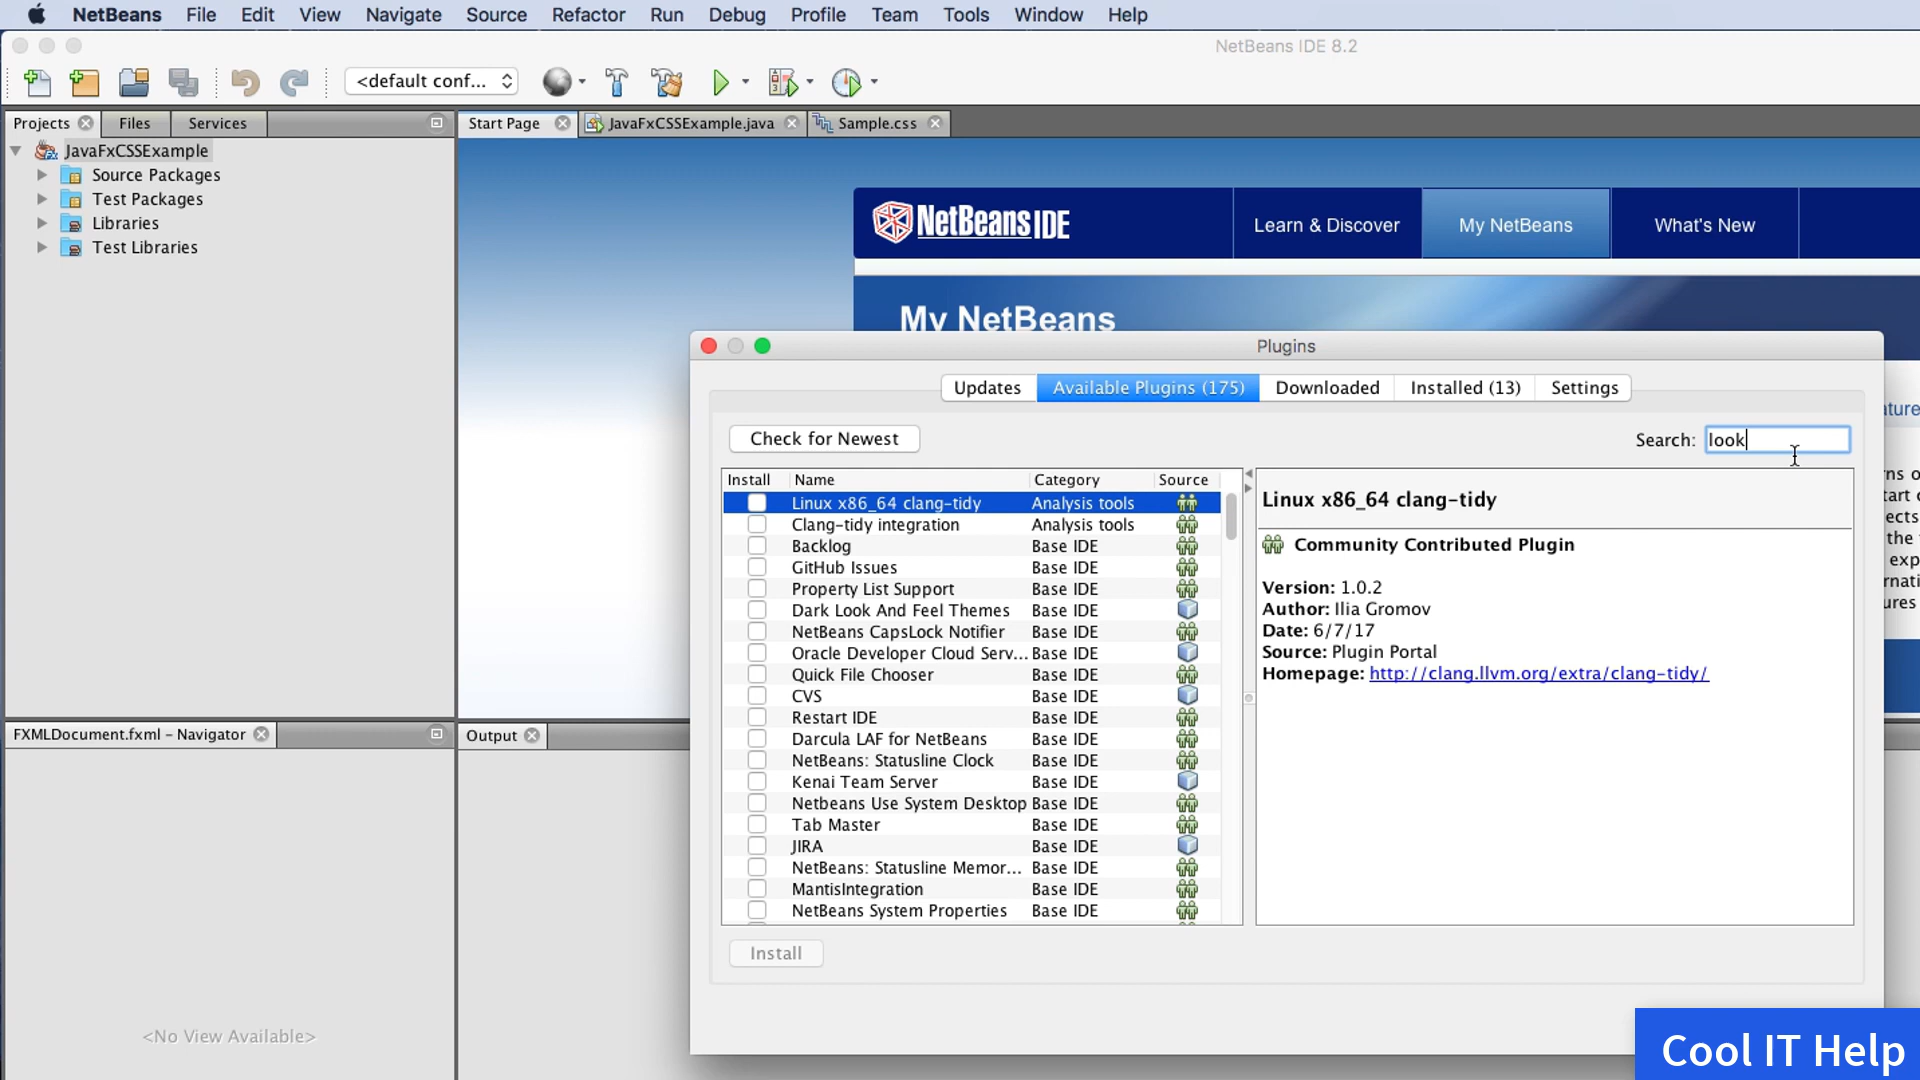 NetBeans File Edit View Navigate Source Refactor Run Debug Profile Team Tools Window Help
NetBeans IDE 8.2
<default conf...
Projects Files Services
Start Page JavaFxCSSExample.java Sample.css
JavaFxCSSExample
Source Packages
Test Packages
Libraries
Test Libraries
NetBeans IDE Learn & Discover My NetBeans What's New
My NetBeans
Plugins
Updates Available Plugins (175) Downloaded Installed (13) Settings
Check for Newest
Search: look
Install Name Category Source
Linux x86_64 clang-tidy Analysis tools
Clang-tidy integration Analysis tools
Backlog Base IDE
GitHub Issues Base IDE
Property List Support Base IDE
Dark Look And Feel Themes Base IDE
NetBeans CapsLock Notifier Base IDE
Oracle Developer Cloud Serv... Base IDE
Quick File Chooser Base IDE
CVS Base IDE
Restart IDE Base IDE
Darcula LAF for NetBeans Base IDE
NetBeans: Statusline Clock Base IDE
Kenai Team Server Base IDE
Netbeans Use System Desktop Base IDE
Tab Master Base IDE
JIRA Base IDE
NetBeans: Statusline Memor... Base IDE
MantisIntegration Base IDE
NetBeans System Properties Base IDE
Linux x86_64 clang-tidy
Community Contributed Plugin
Version: 1.0.2
Author: Ilia Gromov
Date: 6/7/17
Source: Plugin Portal
Homepage: http://clang.llvm.org/extra/clang-tidy/
Install
FXMLDocument.fxml - Navigator
Output
<No View Available>
Cool IT Help